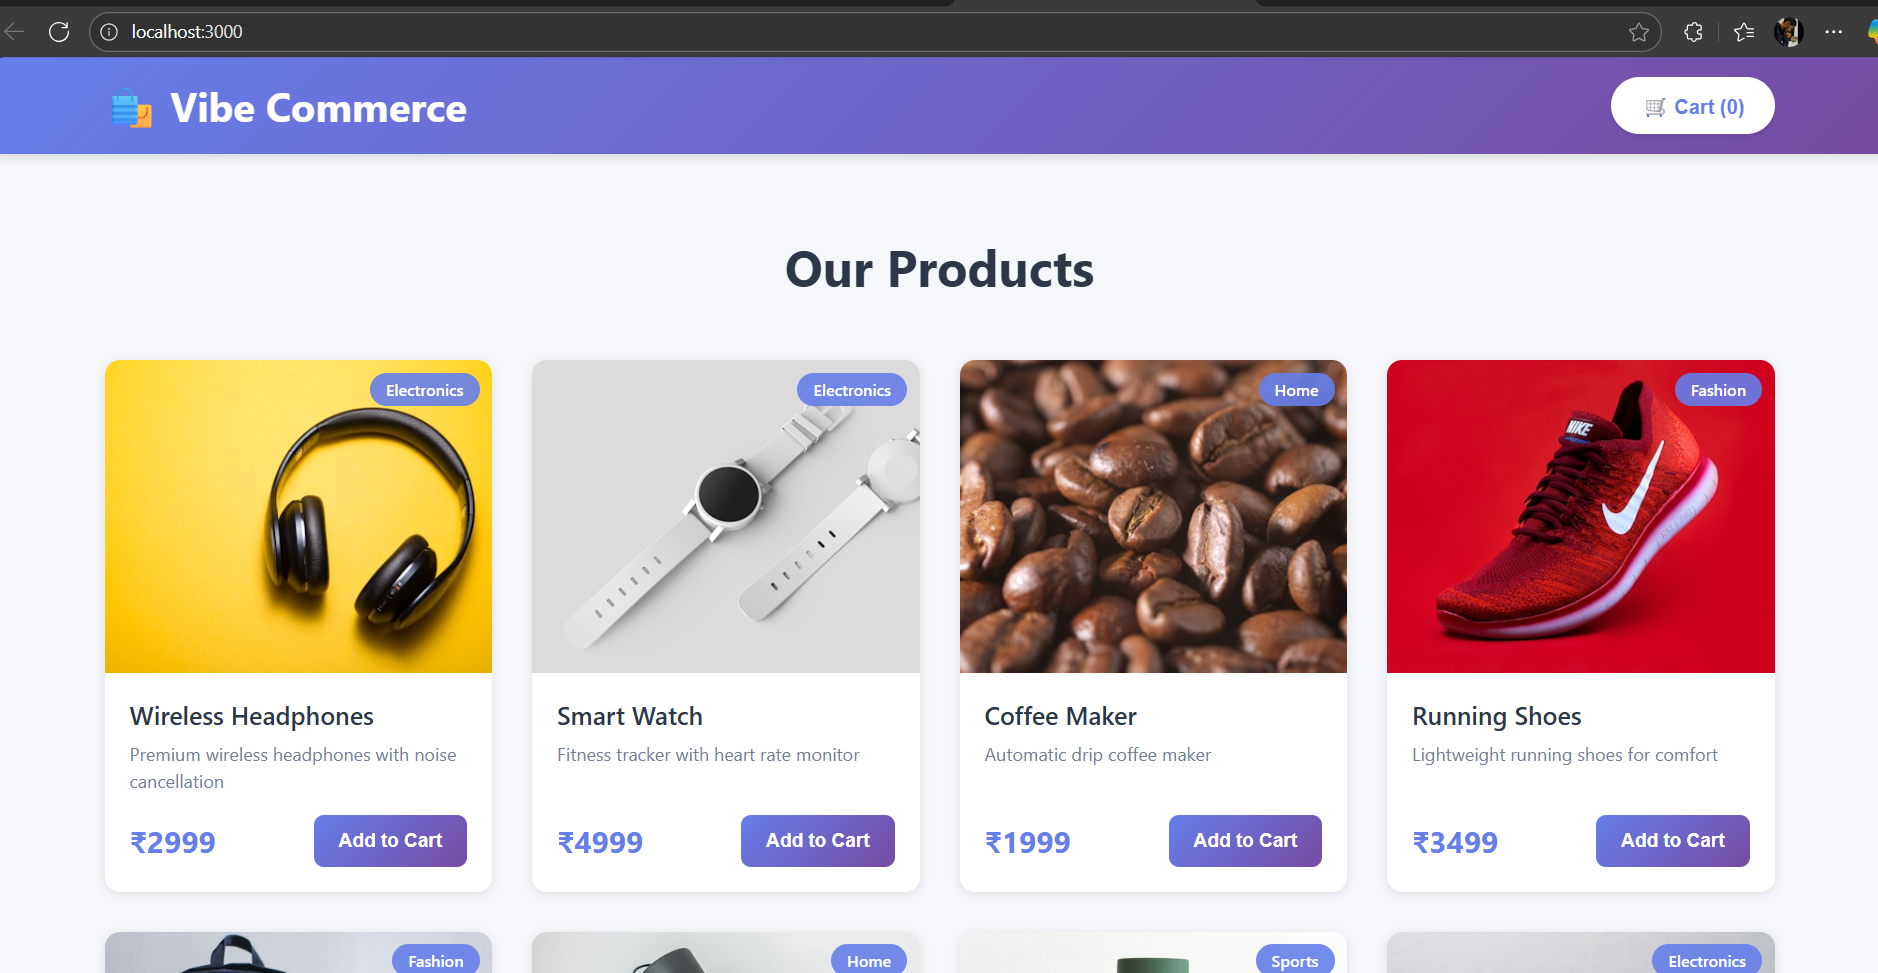 localhost:3000
Vibe Commerce
Cart (0)
Our Products
Electronics
Electronics
Home
Fashion
NIKE
Wireless Headphones
Premium wireless headphones with noise
cancellation
₹2999
Add to Cart
Smart Watch
Fitness tracker with heart rate monitor
₹4999
Add to Cart
Coffee Maker
Automatic drip coffee maker
₹1999
Add to Cart
Running Shoes
Lightweight running shoes for comfort
₹3499
Add to Cart
Fashion
Home
Sports
Electronics